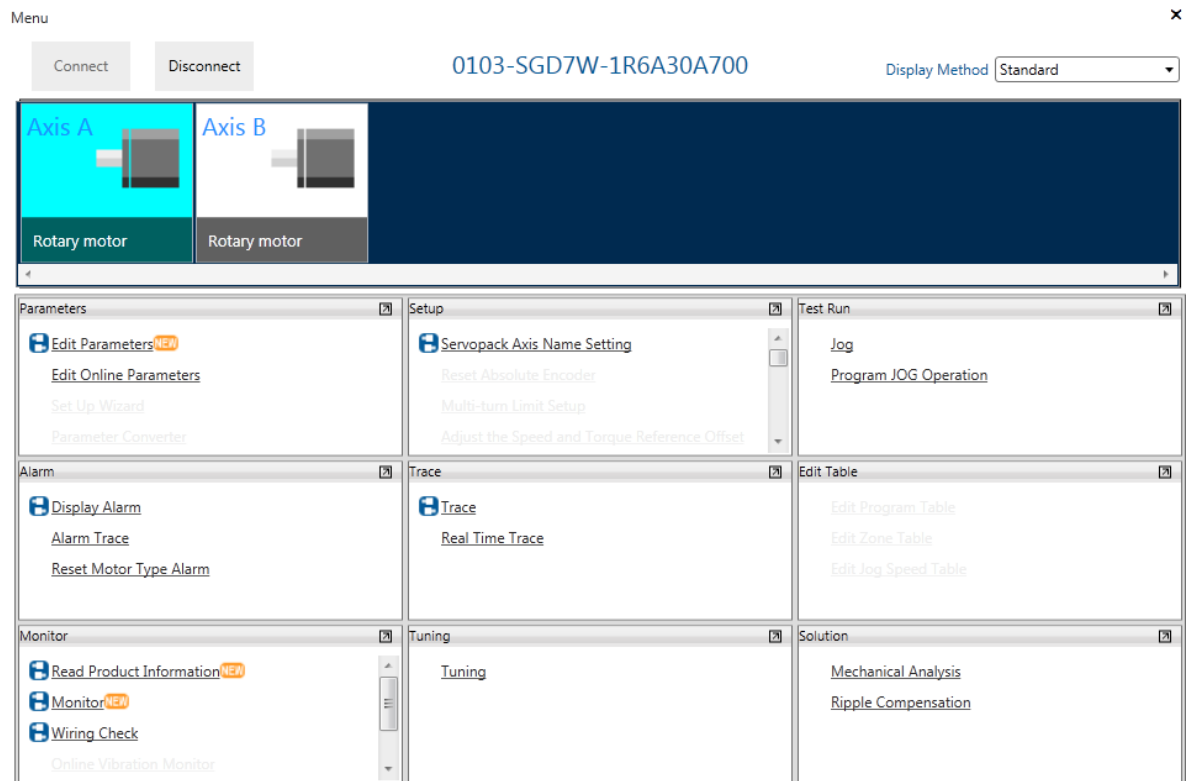 Menu
Connect Disconnect 0103-SGD7W-1R6A30A700 Display Method Standard
Axis A Axis B
Rotary motor Rotary motor
Parameters
Edit Parameters NEW
Edit Online Parameters
Set Up Wizard
Parameter Converter
Setup
Servopack Axis Name Setting
Reset Absolute Encoder
Multi-turn Limit Setup
Adjust the Speed and Torque Reference Offset
Test Run
Jog
Program JOG Operation
Alarm
Display Alarm
Alarm Trace
Reset Motor Type Alarm
Trace
Trace
Real Time Trace
Edit Table
Edit Program Table
Edit Zone Table
Edit Jog Speed Table
Monitor
Read Product Information NEW
Monitor NEW
Wiring Check
Online Vibration Monitor
Tuning
Tuning
Solution
Mechanical Analysis
Ripple Compensation